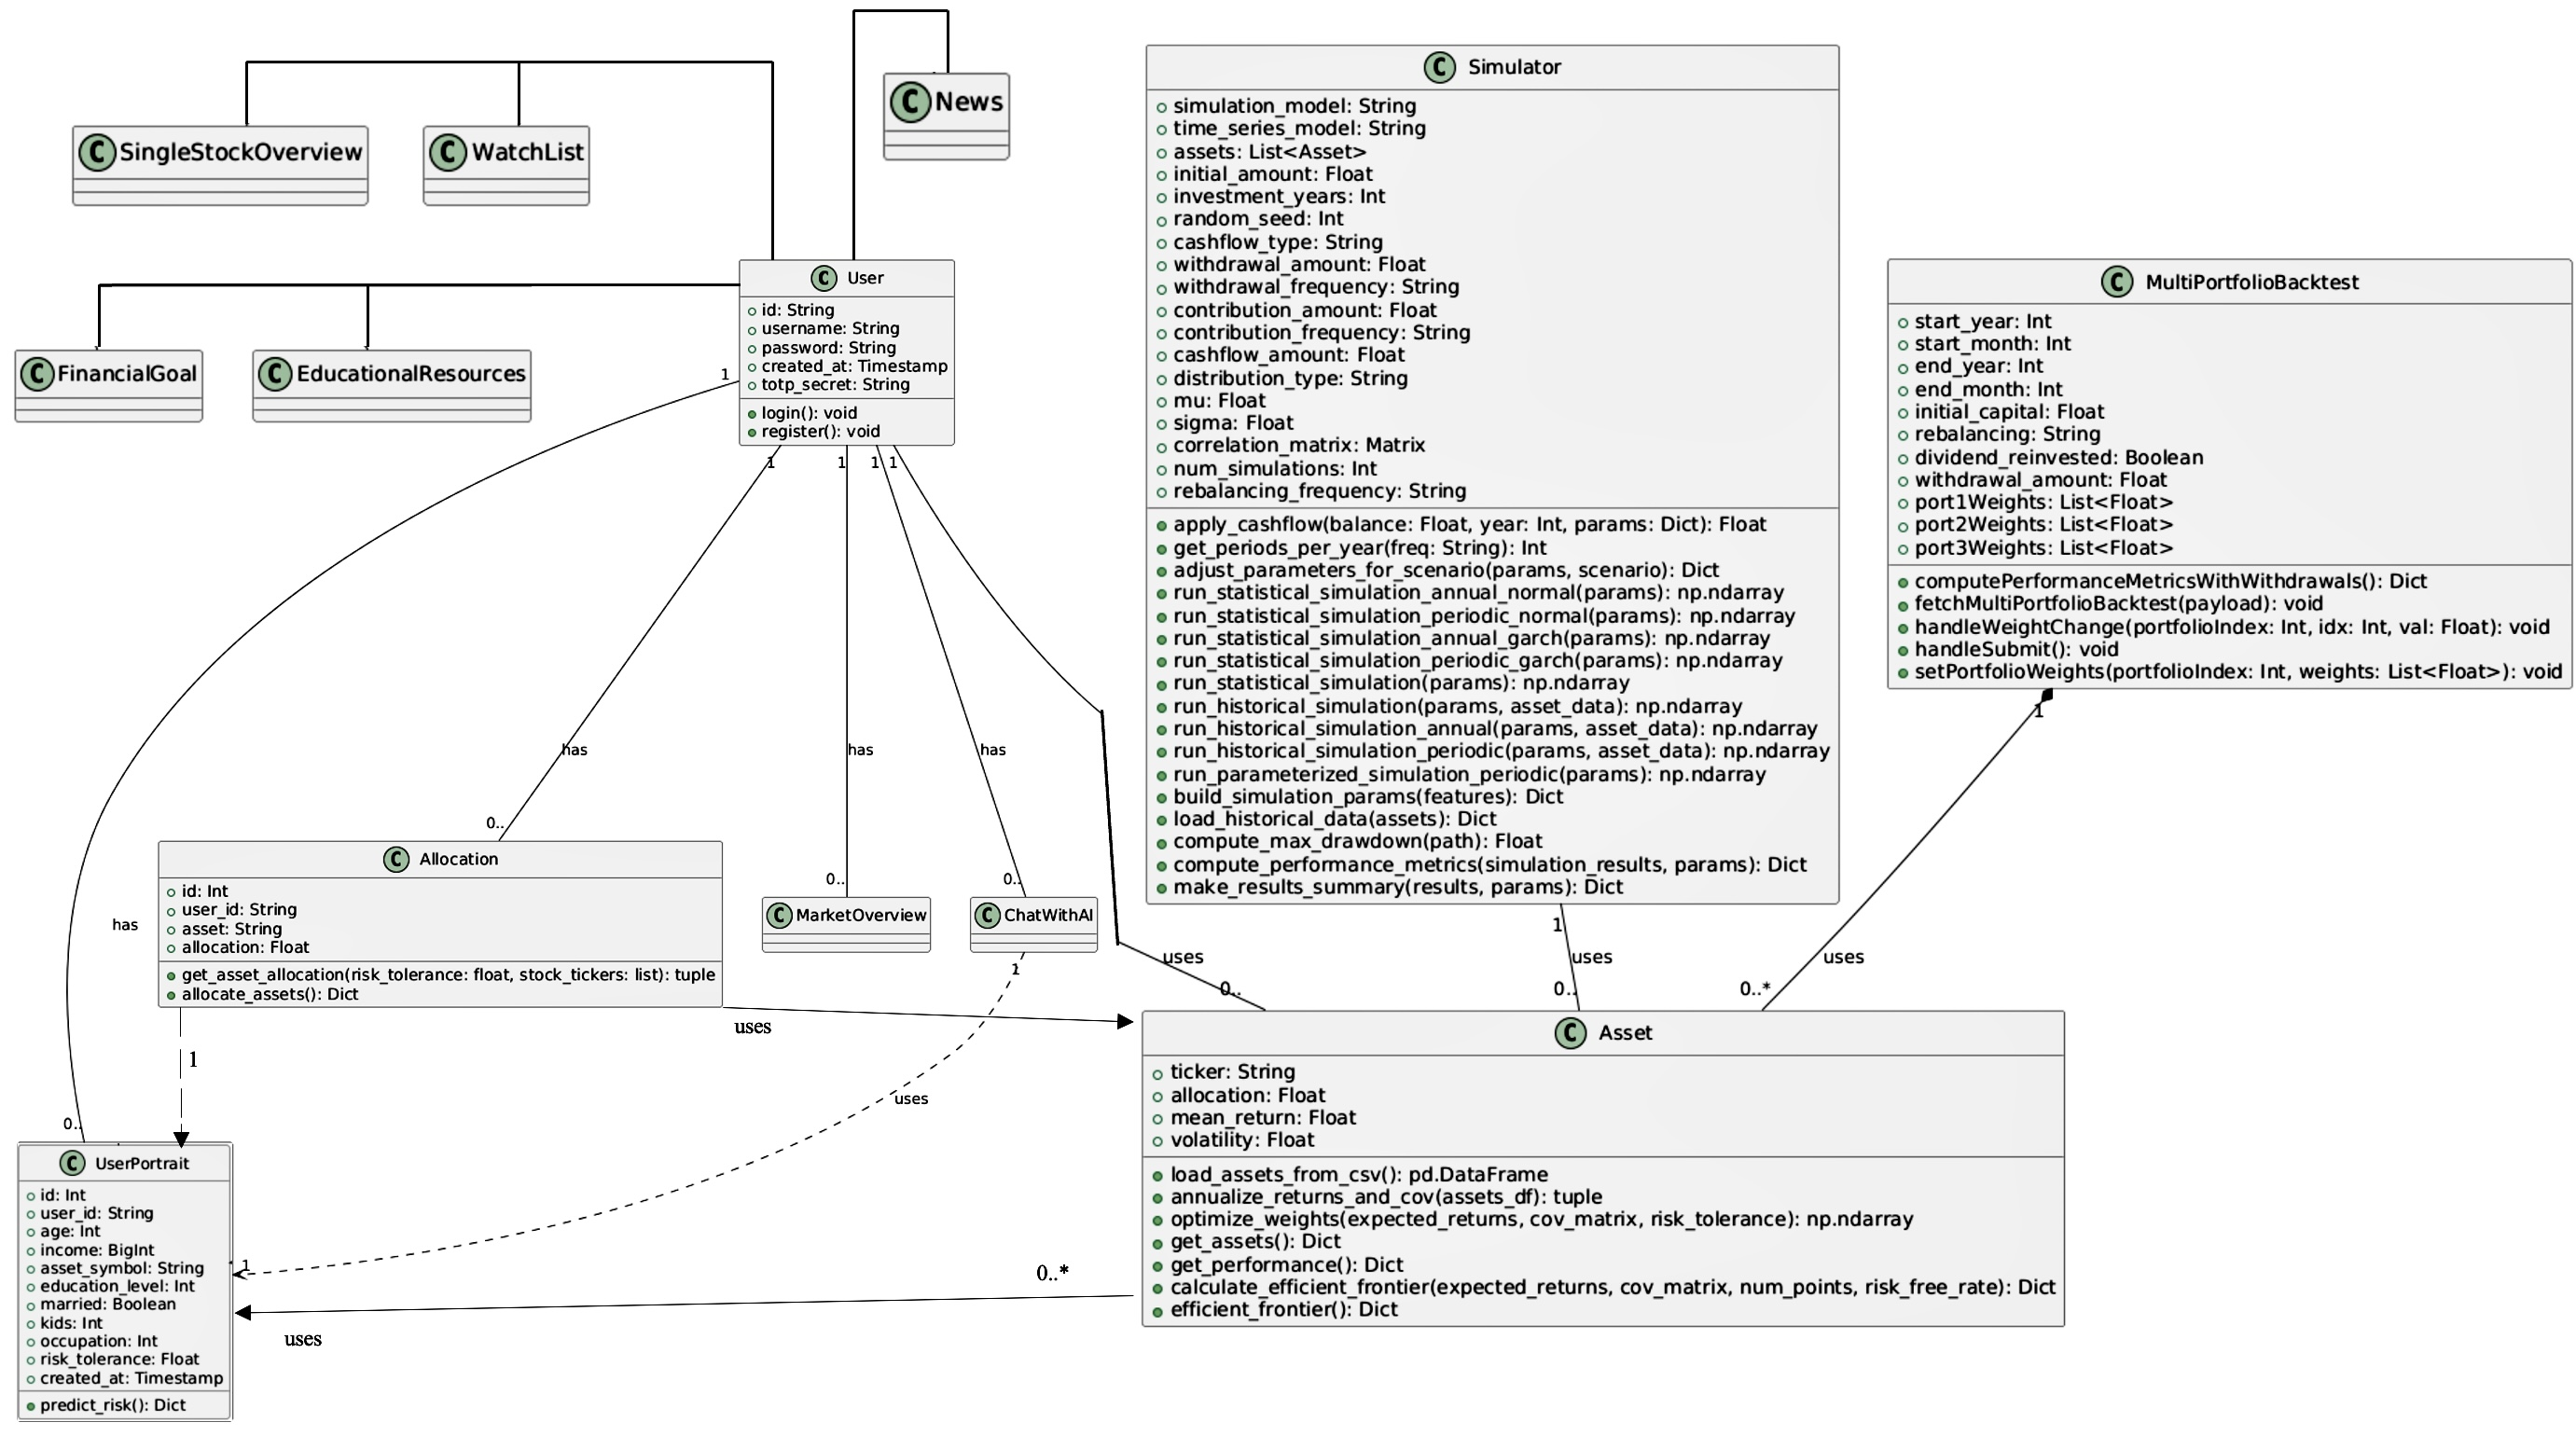 C News
C Simulator
simulation_model: String
time_series_model: String
assets: List<Asset>
initial_amount: Float
investment_years: Int
random_seed: Int
cashflow_type: String
withdrawal_amount: Float
withdrawal_frequency: String
contribution_amount: Float
contribution_frequency: String
cashflow_amount: Float
distribution_type: String
mu: Float
sigma: Float
correlation_matrix: Matrix
num_simulations: Int
rebalancing_frequency: String
apply_cashflow(balance: Float, year: Int, params: Dict): Float
get_periods_per_year(freq: String): Int
adjust_parameters_for_scenario(params, scenario): Dict
run_statistical_simulation_annual_normal(params): np.ndarray
run_statistical_simulation_periodic_normal(params): np.ndarray
run_statistical_simulation_annual_garch(params): np.ndarray
run_statistical_simulation_periodic_garch(params): np.ndarray
run_statistical_simulation(params): np.ndarray
run_historical_simulation(params, asset_data): np.ndarray
run_historical_simulation_annual(params, asset_data): np.ndarray
run_historical_simulation_periodic(params, asset_data): np.ndarray
run_parameterized_simulation_periodic(params): np.ndarray
build_simulation_params(features): Dict
load_historical_data(assets): Dict
compute_max_drawdown(path): Float
compute_performance_metrics(simulation_results, params): Dict
make_results_summary(results, params): Dict
C SingleStockOverview
C WatchList
C User
id: String
username: String
password: String
created_at: Timestamp
totp_secret: String
login(): void
register(): void
C MultiPortfolioBacktest
start_year: Int
start_month: Int
end_year: Int
end_month: Int
initial_capital: Float
rebalancing: String
dividend_reinvested: Boolean
withdrawal_amount: Float
port1Weights: List<Float>
port2Weights: List<Float>
port3Weights: List<Float>
computePerformanceMetricsWithWithdrawals(): Dict
fetchMultiPortfolioBacktest(payload): void
handleWeightChange(portfolioIndex: Int, idx: Int, val: Float): void
handleSubmit(): void
setPortfolioWeights(portfolioIndex: Int, weights: List<Float>): void
C FinancialGoal
C EducationalResources
1
1
1
1
1
1
has
has
has
0..
C Allocation
id: Int
user_id: String
asset: String
allocation: Float
get_asset_allocation(risk_tolerance: float, stock_tickers: list): tuple
allocate_assets(): Dict
0..
C MarketOverview
0..
C ChatWithAI
has
1
uses
uses
uses
1
0..
0..
0..*
uses
1
uses
0..
C UserPortrait
id: Int
user_id: String
age: Int
income: BigInt
asset_symbol: String
education_level: Int
married: Boolean
kids: Int
occupation: Int
risk_tolerance: Float
created_at: Timestamp
predict_risk(): Dict
1
C Asset
ticker: String
allocation: Float
mean_return: Float
volatility: Float
load_assets_from_csv(): pd.DataFrame
annualize_returns_and_cov(assets_df): tuple
optimize_weights(expected_returns, cov_matrix, risk_tolerance): np.ndarray
get_assets(): Dict
get_performance(): Dict
calculate_efficient_frontier(expected_returns, cov_matrix, num_points, risk_free_rate): Dict
efficient_frontier(): Dict
0..*
uses
1